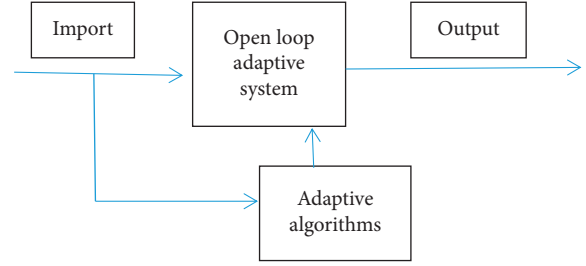 Import
Open loop
adaptive
system
Output
Adaptive
algorithms